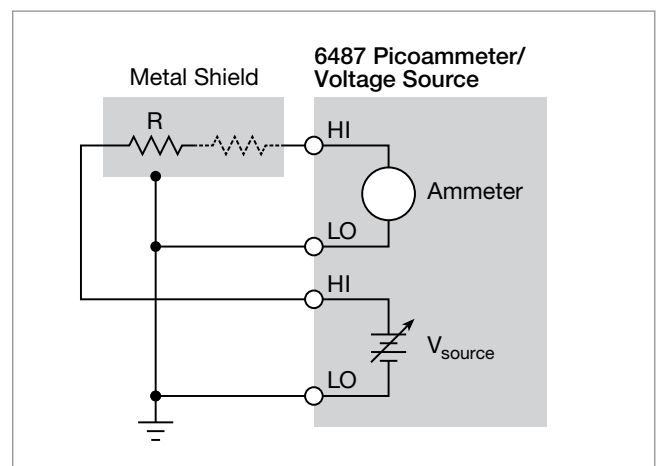 6487 Picoammeter/
Voltage Source
Metal Shield
R
HI
Ammeter
LO
HI
Vsource
LO